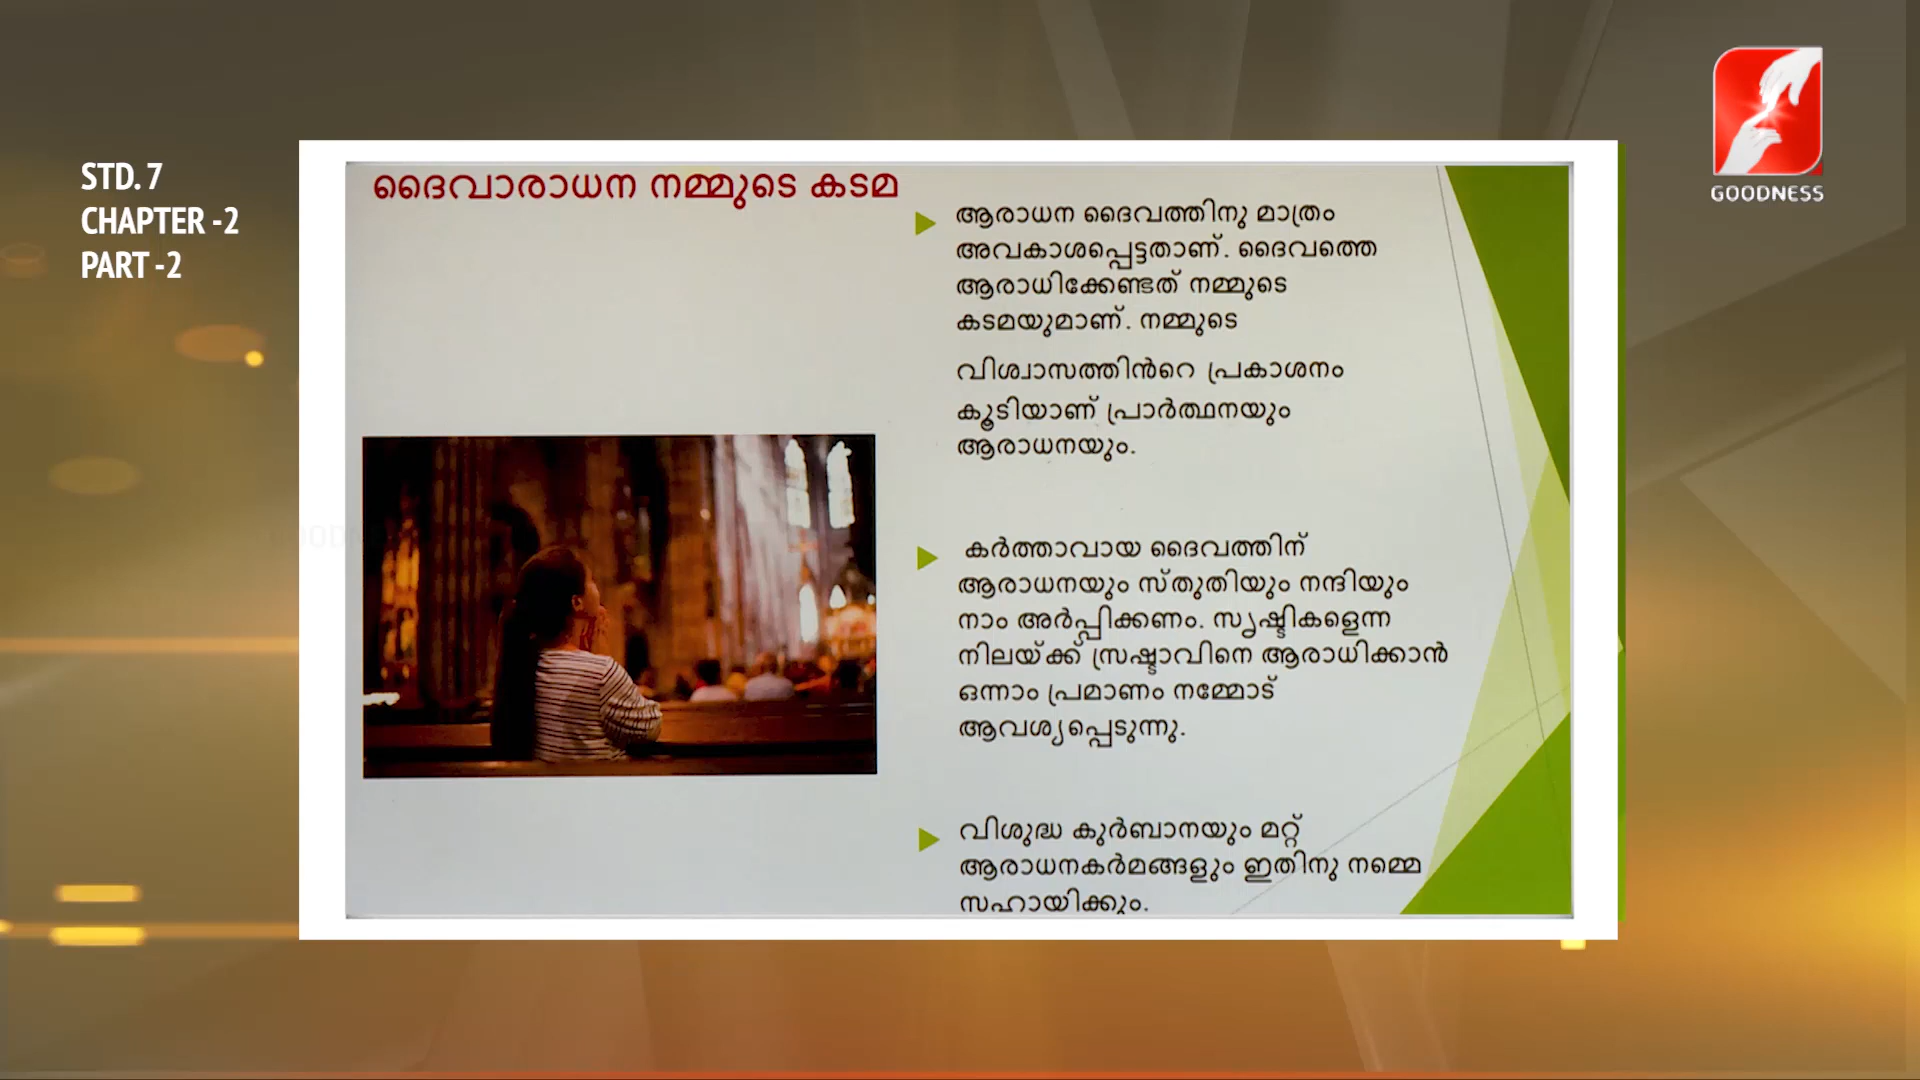 STD. 7
CHAPTER -2
PART -2
GOODNESS
ദൈവാരാധന നമ്മുടെ കടമ
ആരാധന ദൈവത്തിനു മാത്രം
അവകാശപ്പെട്ടതാണ്. ദൈവത്തെ
ആരാധിക്കേണ്ടത് നമ്മുടെ
കടമയുമാണ്. നമ്മുടെ
വിശ്വാസത്തിൻറെ പ്രകാശനം
കൂടിയാണ് പ്രാർത്ഥനയും
ആരാധനയും.
കർത്താവായ ദൈവത്തിന്
ആരാധനയും സ്തുതിയും നന്ദിയും
നാം അർപ്പിക്കണം. സൃഷ്ടികളെന്ന
നിലയ്ക്ക് സ്രഷ്ടാവിനെ ആരാധിക്കാൻ
ഒന്നാം പ്രമാണം നമ്മോട്
ആവശ്യപ്പെടുന്നു.
വിശുദ്ധ കുർബാനയും മറ്റ്
ആരാധനകർമങ്ങളും ഇതിനു നമ്മെ
സഹായിക്കും.